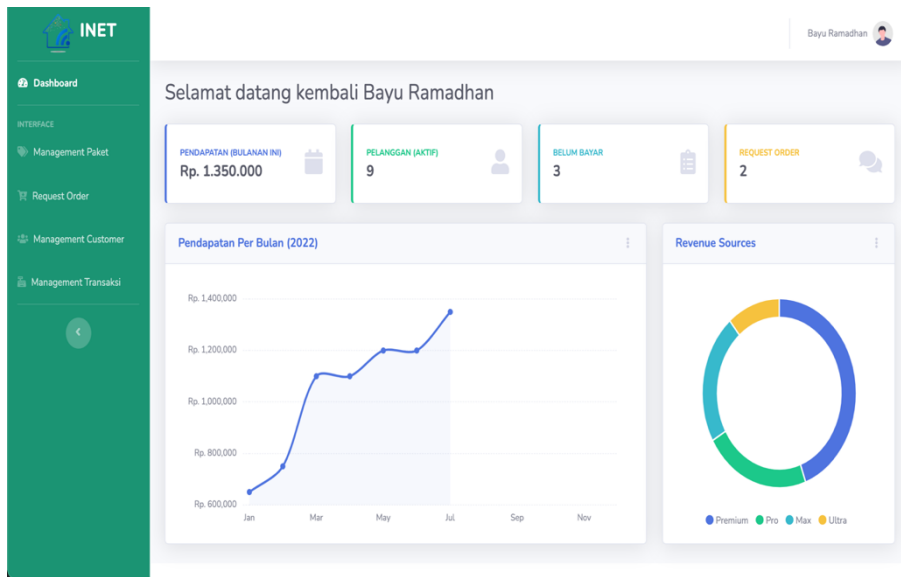 INET
Bayu Ramadhan
Dashboard
INTERFACE
Management Paket
Request Order
Management Customer
Management Transaksi
Selamat datang kembali Bayu Ramadhan
PENDAPATAN (BULANAN INI)
Rp. 1.350.000
PELANGGAN (AKTIF)
9
BELUM BAYAR
3
REQUEST ORDER
2
Pendapatan Per Bulan (2022)
Rp. 1,400,000
Rp. 1,200,000
Rp. 1,000,000
Rp. 800,000
Rp. 600,000
Jan Mar May Jul Sep Nov
Revenue Sources
Premium Pro Max Ultra